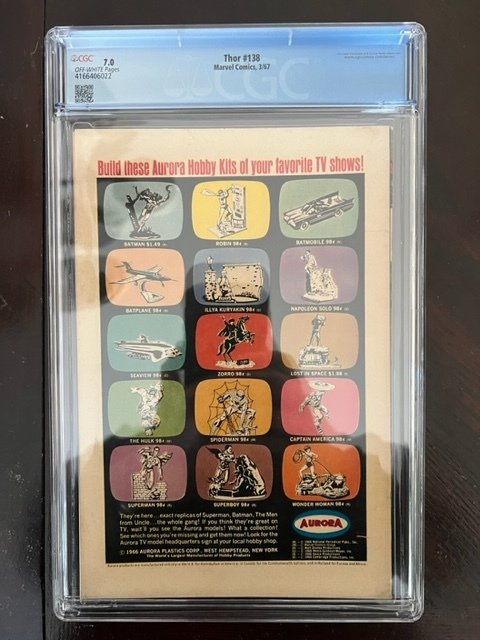 CGC 7.0
OFF-WHITE Pages
4166406022
Thor #138
Marvel Comics, 3/67
CGC
Build these Aurora Hobby Kits of your favorite TV shows!
BATMAN $1.49
ROBIN 98¢
BATMOBILE 98¢
BATPLANE 98¢
ILLYA KURYAKIN 98¢
NAPOLEON SOLO 98¢
SEAVIEW 98¢
ZORRO 98¢
LOST IN SPACE $1.98
THE HULK 98¢
SPIDERMAN 98¢
CAPTAIN AMERICA 98¢
SUPERMAN 98¢
SUPERBOY 98¢
WONDER WOMAN 98¢
They're here... exact replicas of Superman, Batman, The Men
from Uncle....the whole gang! If you think they're great on
TV, wait'll you see the Aurora models! What a collection!
See which ones you're missing and get them now! Look for the
Aurora TV model headquarters sign at your local hobby shop.
© 1966 AURORA PLASTICS CORP., WEST HEMPSTEAD, NEW YORK
The World's Largest Manufacturer of Hobby Products
AURORA